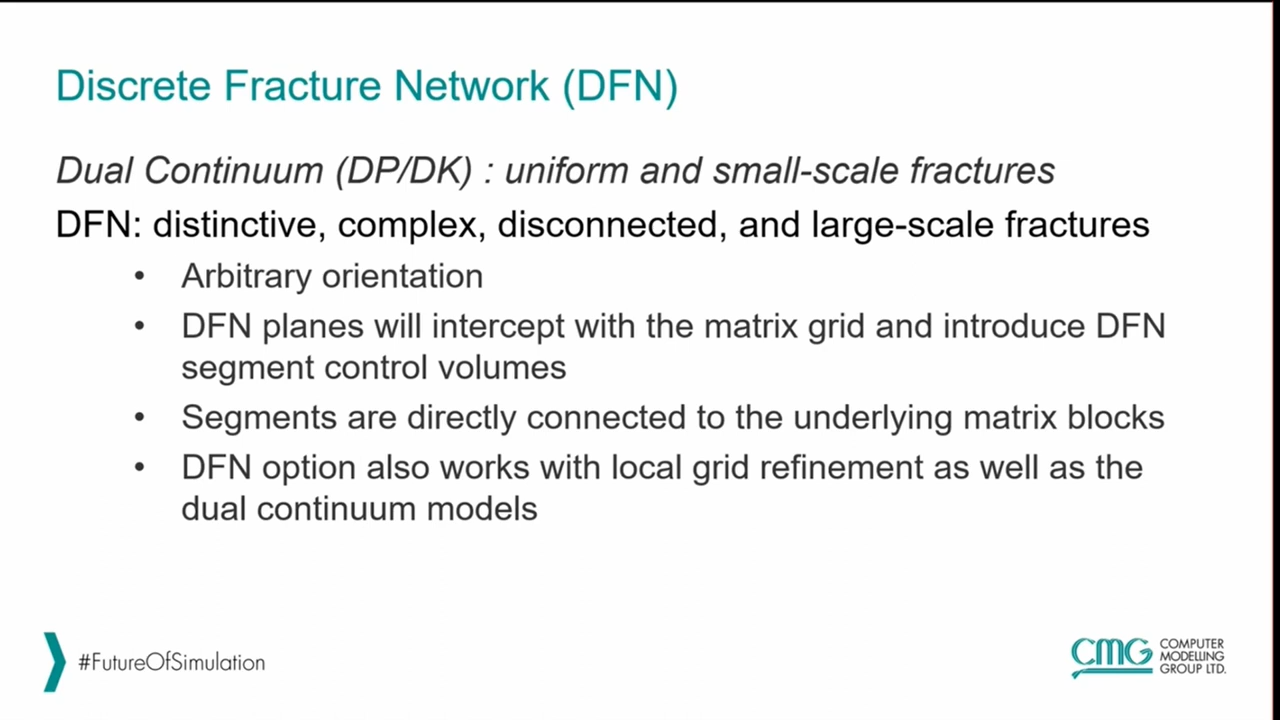 Discrete Fracture Network (DFN)
Dual Continuum (DP/DK) : uniform and small-scale fractures
DFN: distinctive, complex, disconnected, and large-scale fractures
• Arbitrary orientation
• DFN planes will intercept with the matrix grid and introduce DFN
segment control volumes
• Segments are directly connected to the underlying matrix blocks
• DFN option also works with local grid refinement as well as the
dual continuum models
#FutureOfSimulation
CMG
COMPUTER
MODELLING
GROUP LTD.